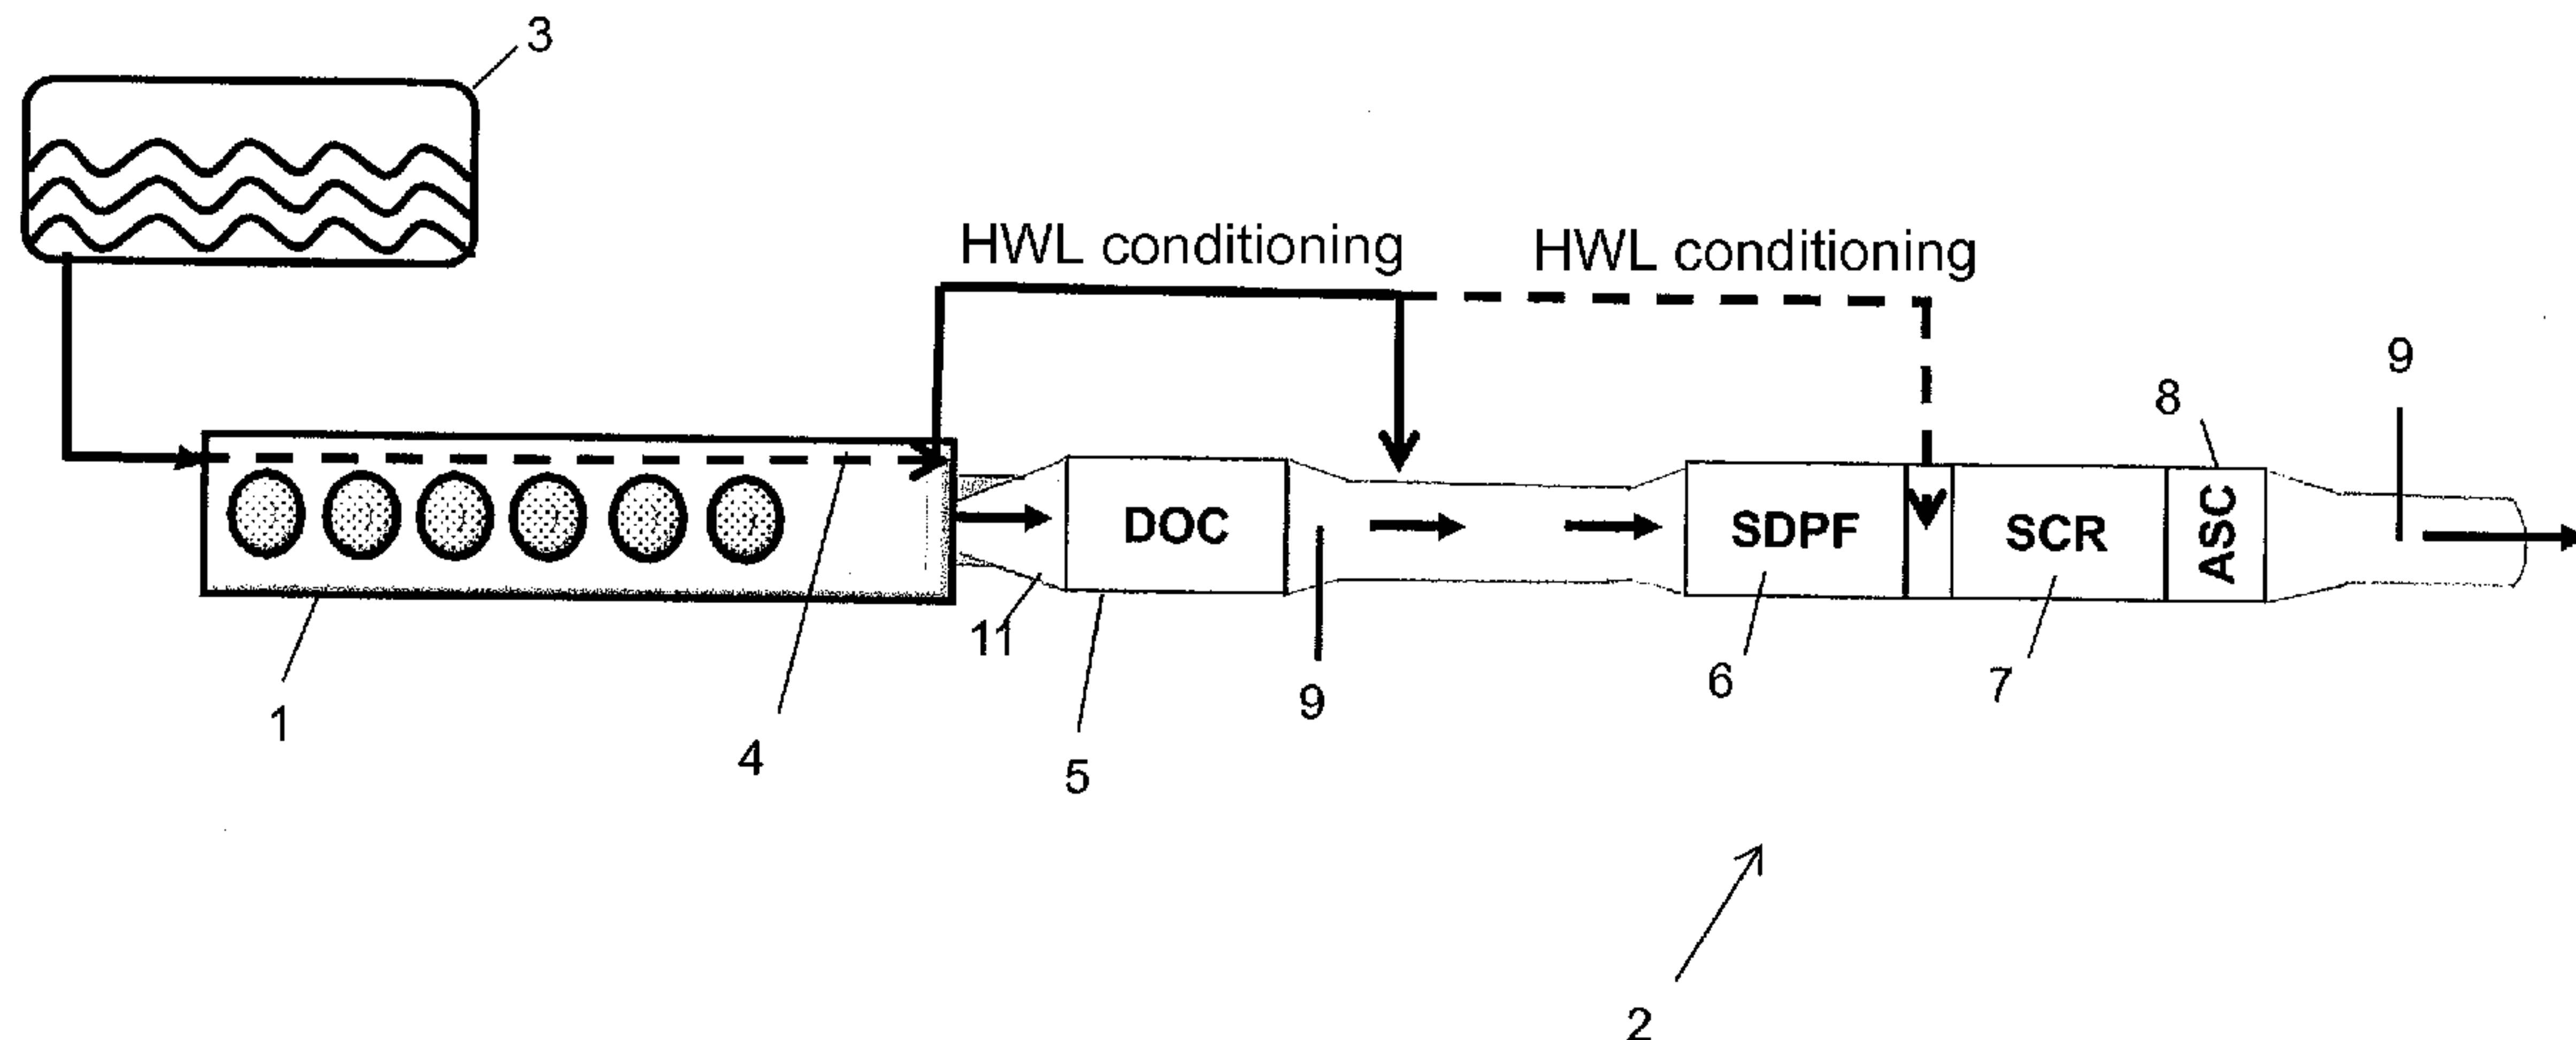 3
HWL conditioning
HWL conditioning
9
8
DOC
SDPF
SCR
ASC
11
1
4
5
9
6
7
2